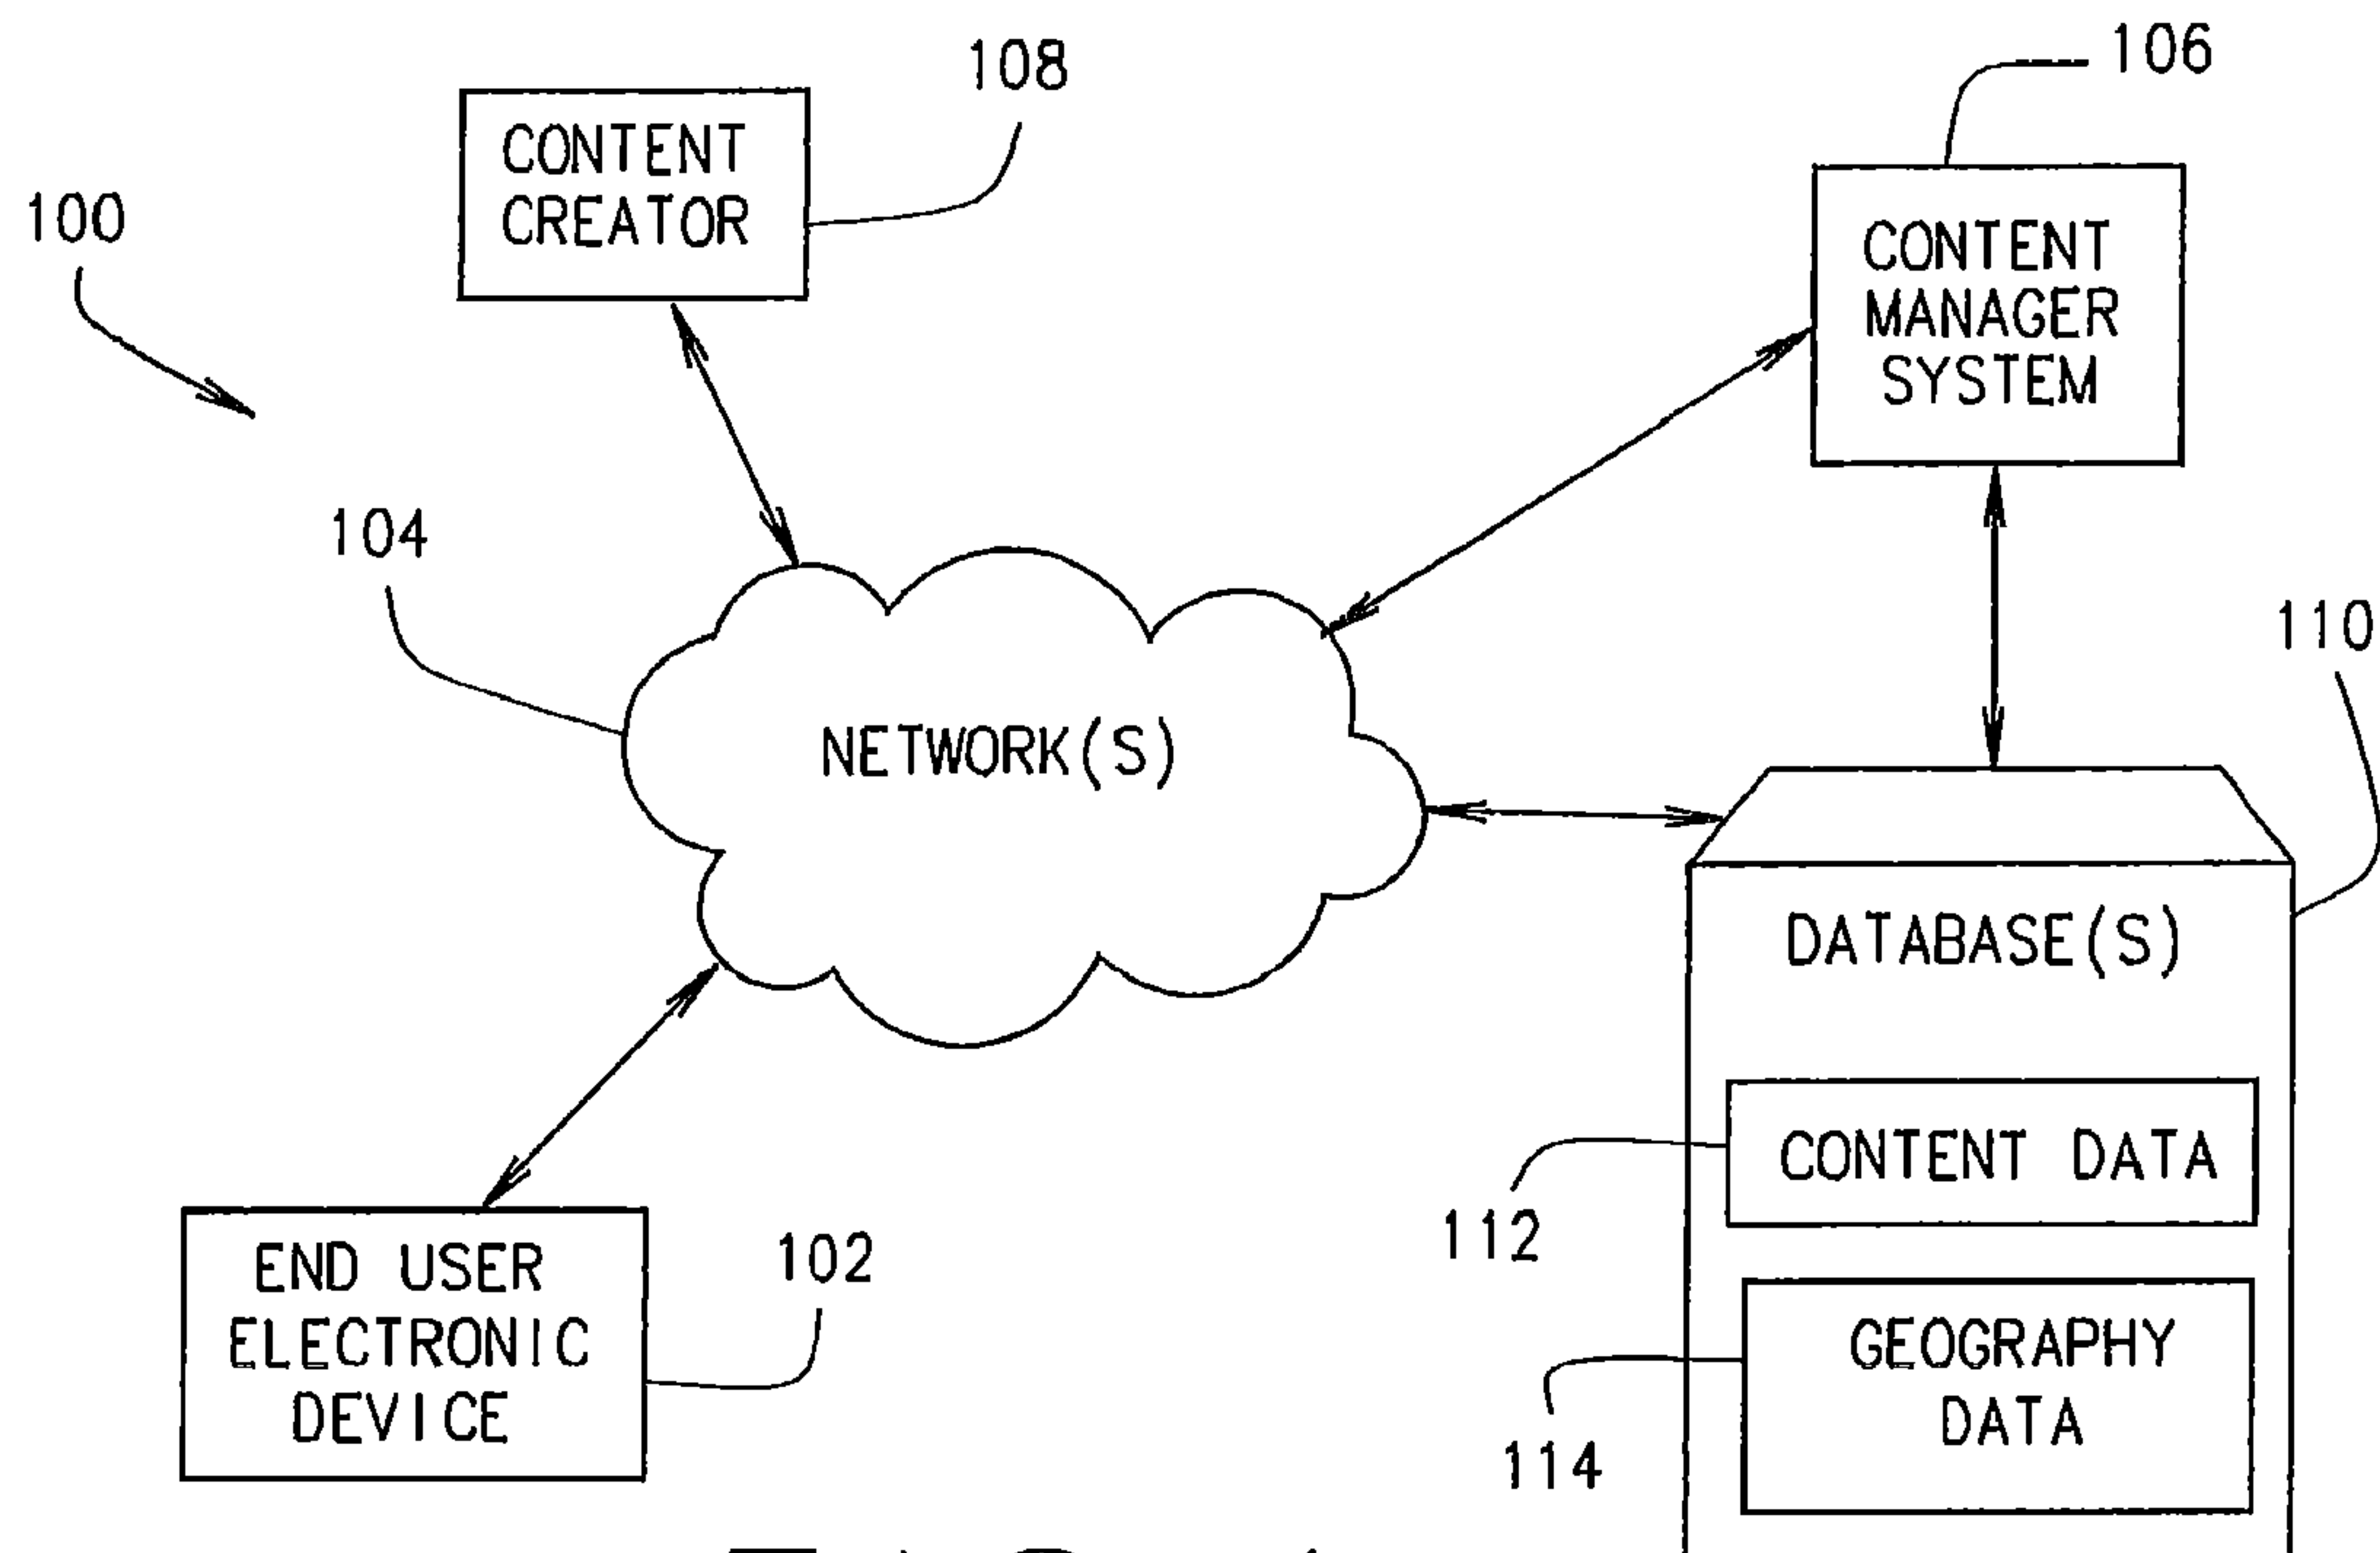 108
106
CONTENT
CREATOR
100
CONTENT
MANAGER
SYSTEM
104
110
NETWORK(S)
DATABASE(S)
CONTENT DATA
112
END USER
ELECTRONIC
DEVICE
102
GEOGRAPHY
DATA
114